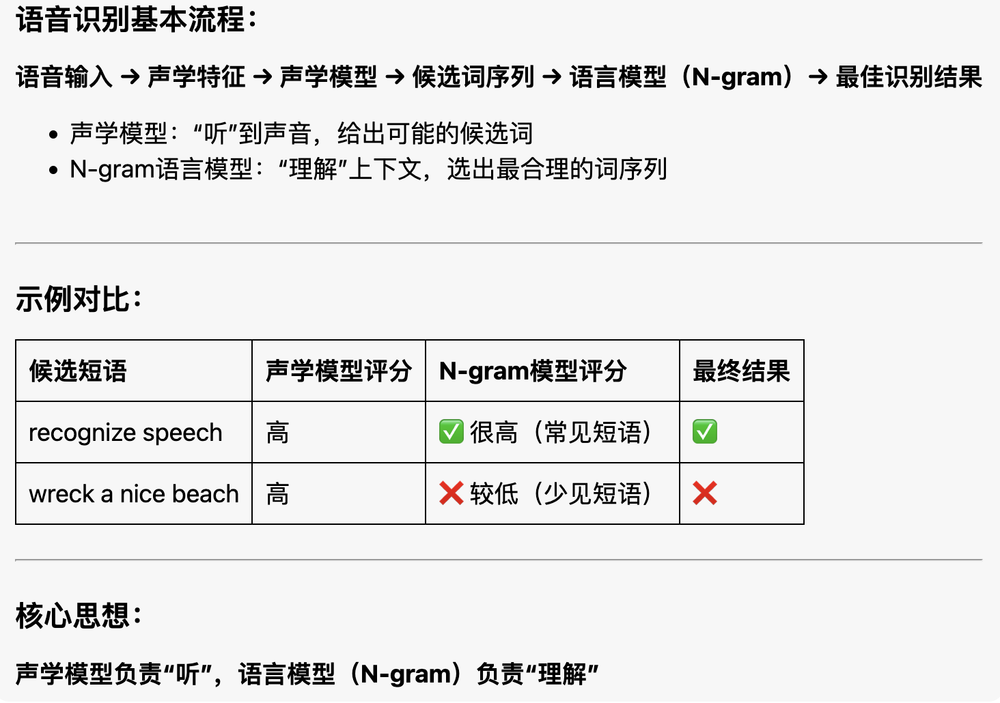 语音识别基本流程：
语音输入 → 声学特征 → 声学模型 → 候选词序列 → 语言模型（N-gram）→ 最佳识别结果
• 声学模型：“听”到声音，给出可能的候选词
• N-gram语言模型：“理解”上下文，选出最合理的词序列
示例对比：
候选短语 声学模型评分 N-gram模型评分 最终结果
recognize speech 高 ✅ 很高（常见短语） ✅
wreck a nice beach 高 ❌ 较低（少见短语） ❌
核心思想：
声学模型负责“听”，语言模型（N-gram）负责“理解”